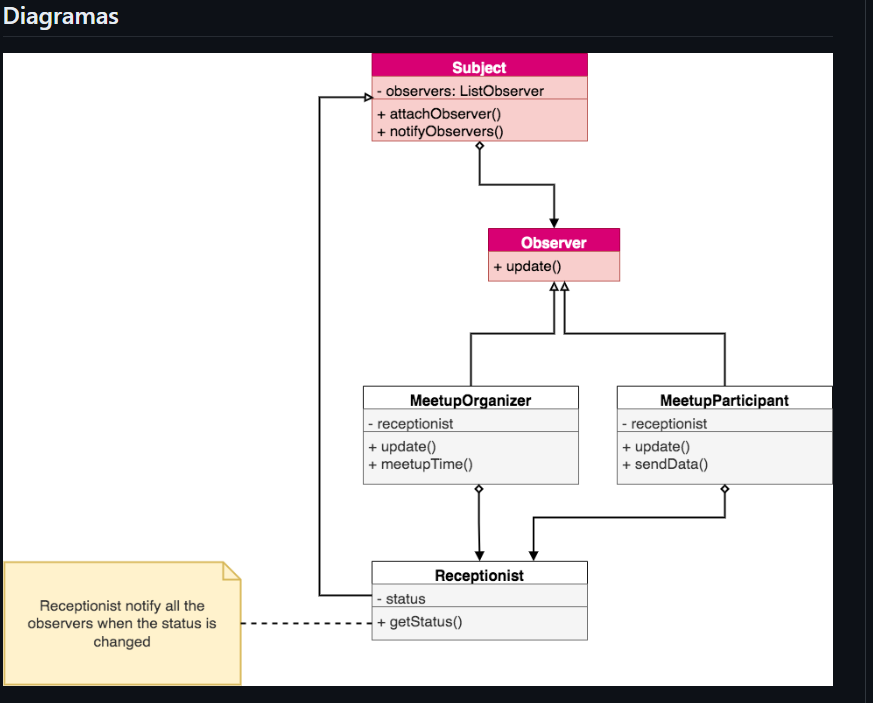 Diagramas
Subject
- observers: ListObserver
+ attachObserver()
+ notifyObservers()
Observer
+ update()
MeetupOrganizer
- receptionist
+ update()
+ meetupTime()
MeetupParticipant
- receptionist
+ update()
+ sendData()
Receptionist
- status
+ getStatus()
Receptionist notify all the
observers when the status is
changed